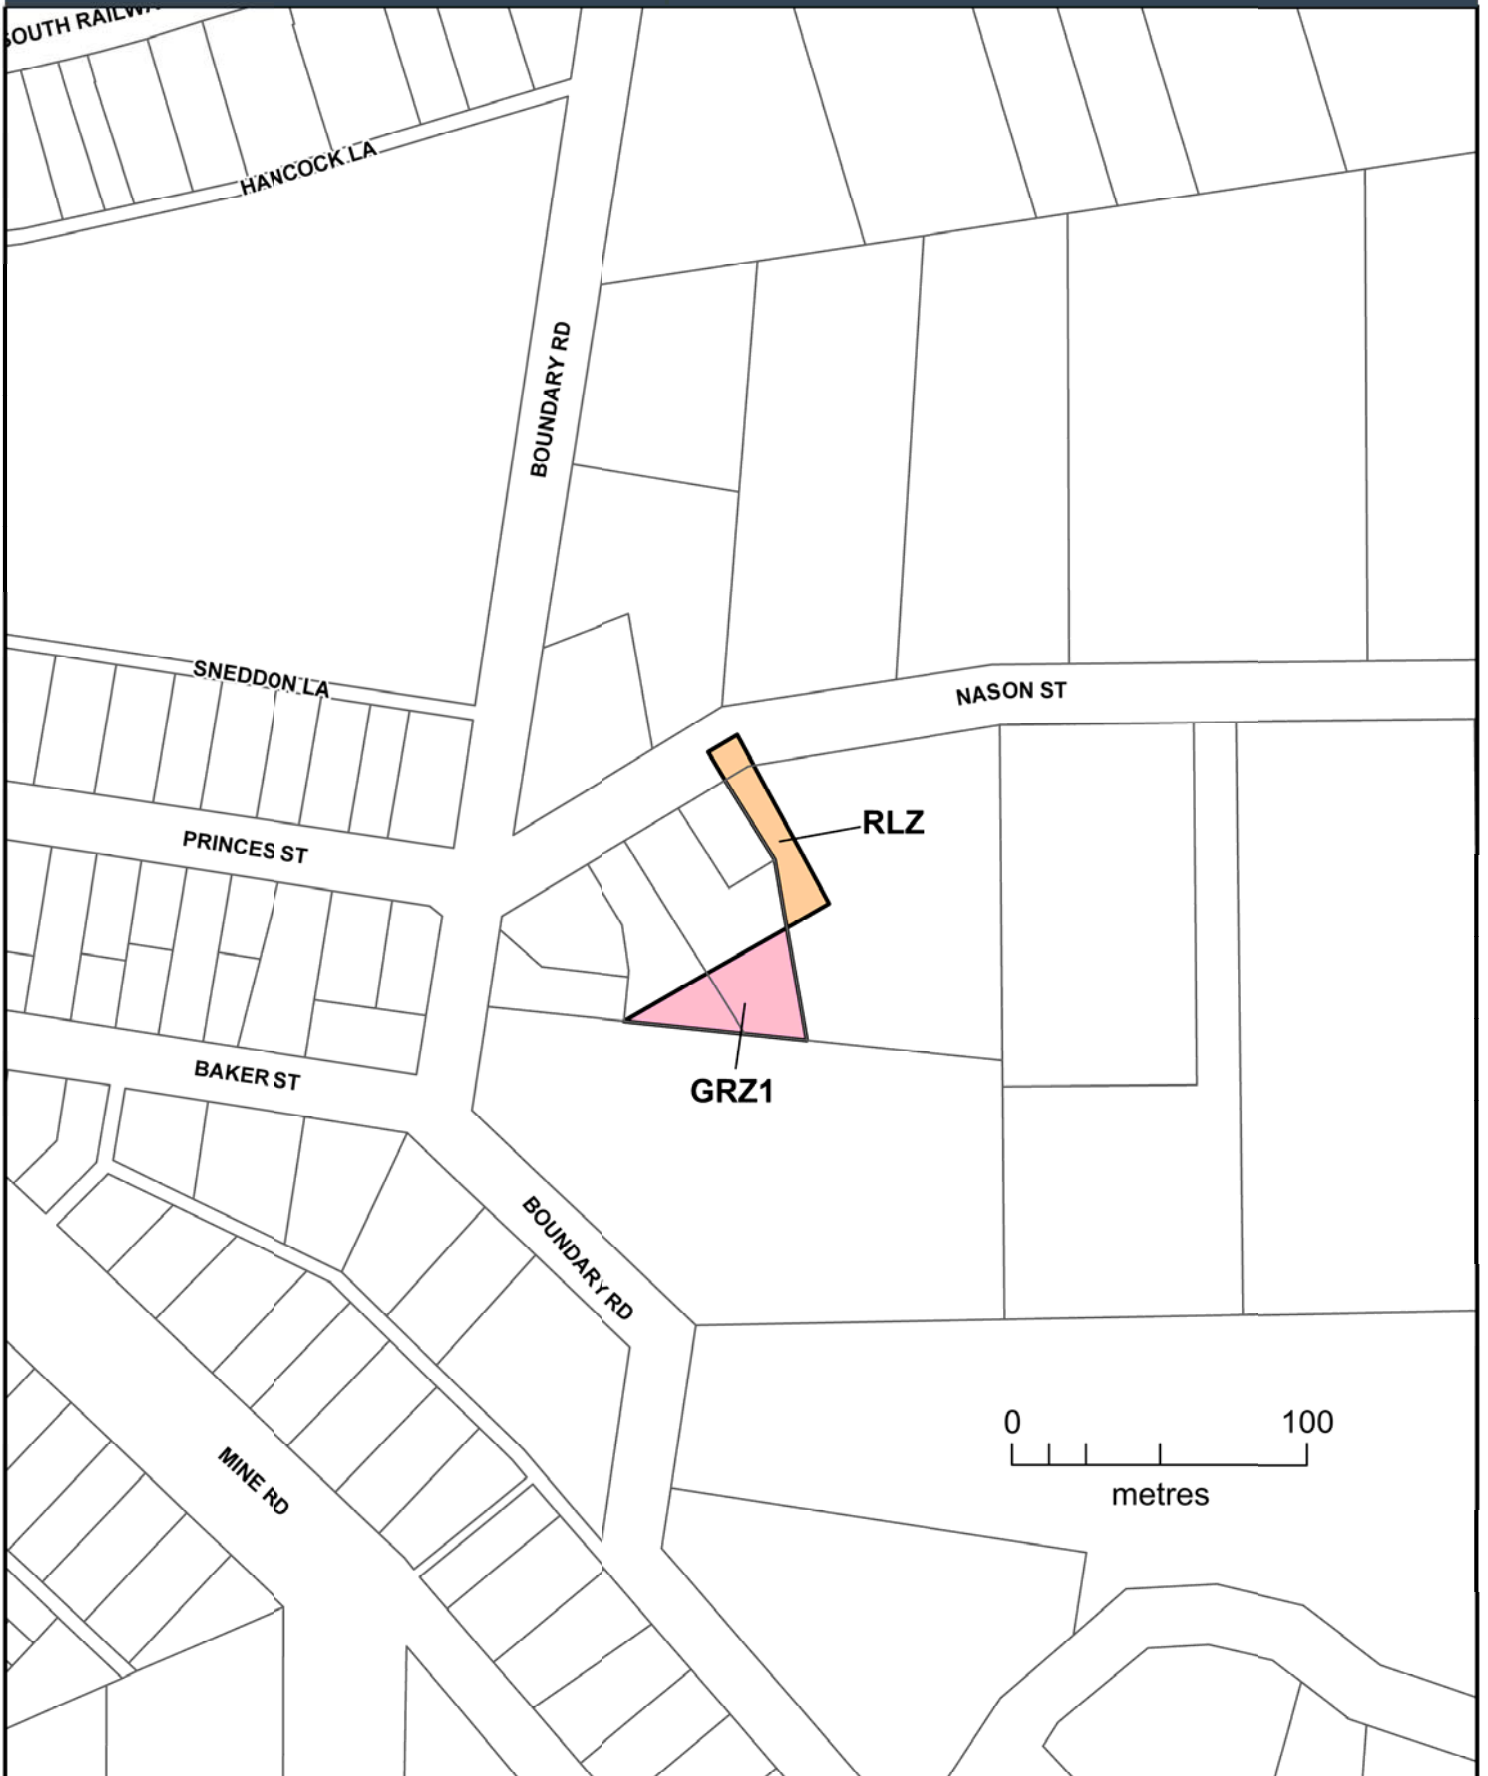 SOUTH
HANCOCK LA
BOUNDARY RD
SNEDDON LA
NASON ST
PRINCES ST
RLZ
BAKER ST
GRZ1
BOUNDARY RD
0 100
metres
MINE RD